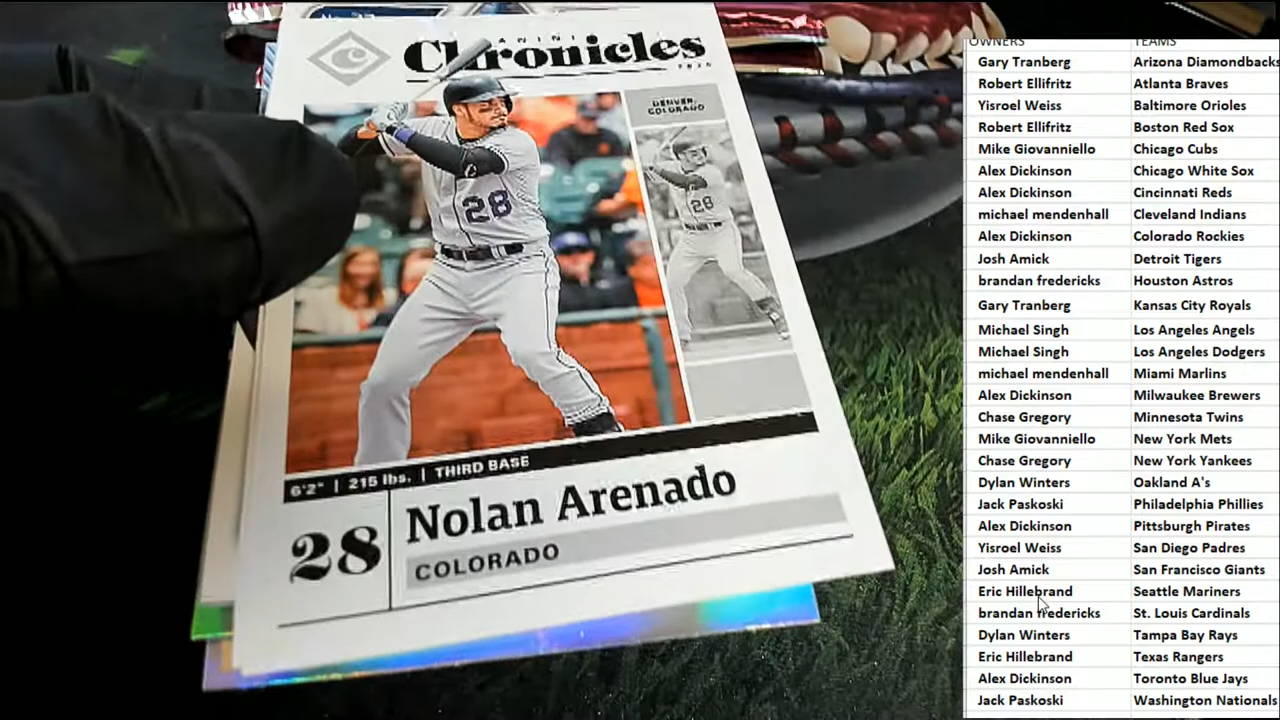 PANINI
Chronicles
2020
DENVER,
COLORADO
28
28
6'2" | 215 lbs. | THIRD BASE
28 Nolan Arenado
COLORADO
OWNERS TEAMS
Gary Tranberg Arizona Diamondbacks
Robert Ellifritz Atlanta Braves
Yisroel Weiss Baltimore Orioles
Robert Ellifritz Boston Red Sox
Mike Giovanniello Chicago Cubs
Alex Dickinson Chicago White Sox
Alex Dickinson Cincinnati Reds
michael mendenhall Cleveland Indians
Alex Dickinson Colorado Rockies
Josh Amick Detroit Tigers
brandan fredericks Houston Astros
Gary Tranberg Kansas City Royals
Michael Singh Los Angeles Angels
Michael Singh Los Angeles Dodgers
michael mendenhall Miami Marlins
Alex Dickinson Milwaukee Brewers
Chase Gregory Minnesota Twins
Mike Giovanniello New York Mets
Chase Gregory New York Yankees
Dylan Winters Oakland A's
Jack Paskoski Philadelphia Phillies
Alex Dickinson Pittsburgh Pirates
Yisroel Weiss San Diego Padres
Josh Amick San Francisco Giants
Eric Hillebrand Seattle Mariners
brandan fredericks St. Louis Cardinals
Dylan Winters Tampa Bay Rays
Eric Hillebrand Texas Rangers
Alex Dickinson Toronto Blue Jays
Jack Paskoski Washington Nationals